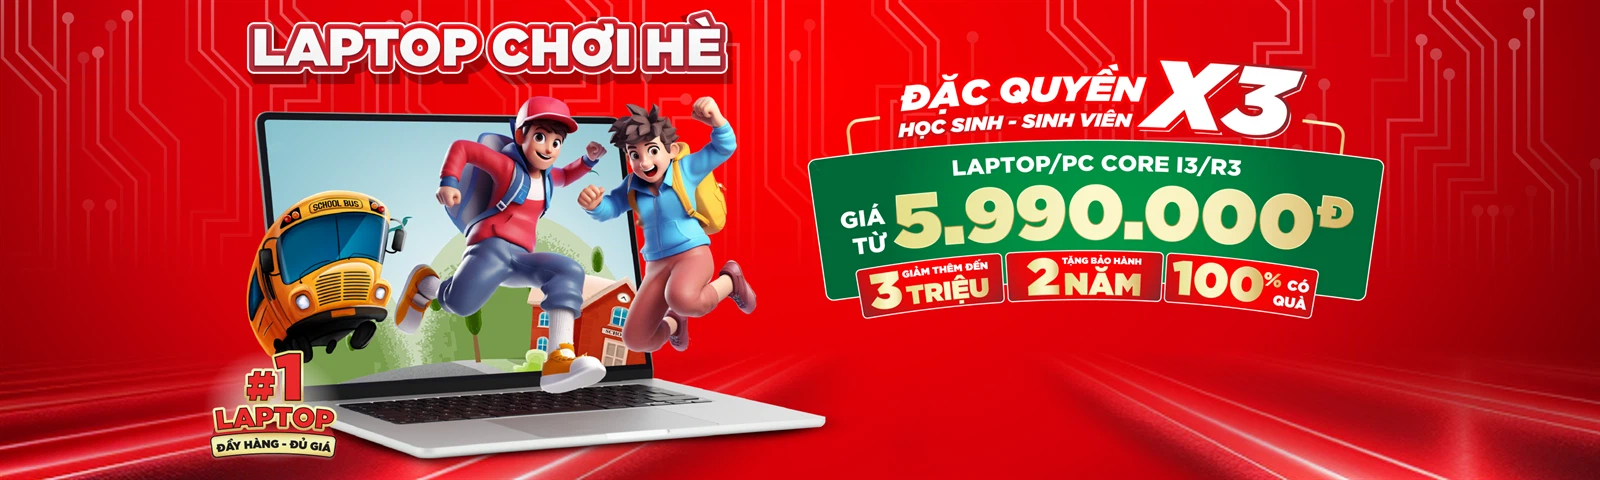 LAPTOP CHƠI HÈ
SCHOOL BUS
#1
LAPTOP
ĐẦY HÀNG - ĐỦ GIÁ
ĐẶC QUYỀN
HỌC SINH - SINH VIÊN
X3
LAPTOP/PC CORE I3/R3
GIÁ
TỪ
5.990.000Đ
GIẢM THÊM ĐẾN
3 TRIỆU
TẶNG BẢO HÀNH
2 NĂM
100% CÓ
QUÀ